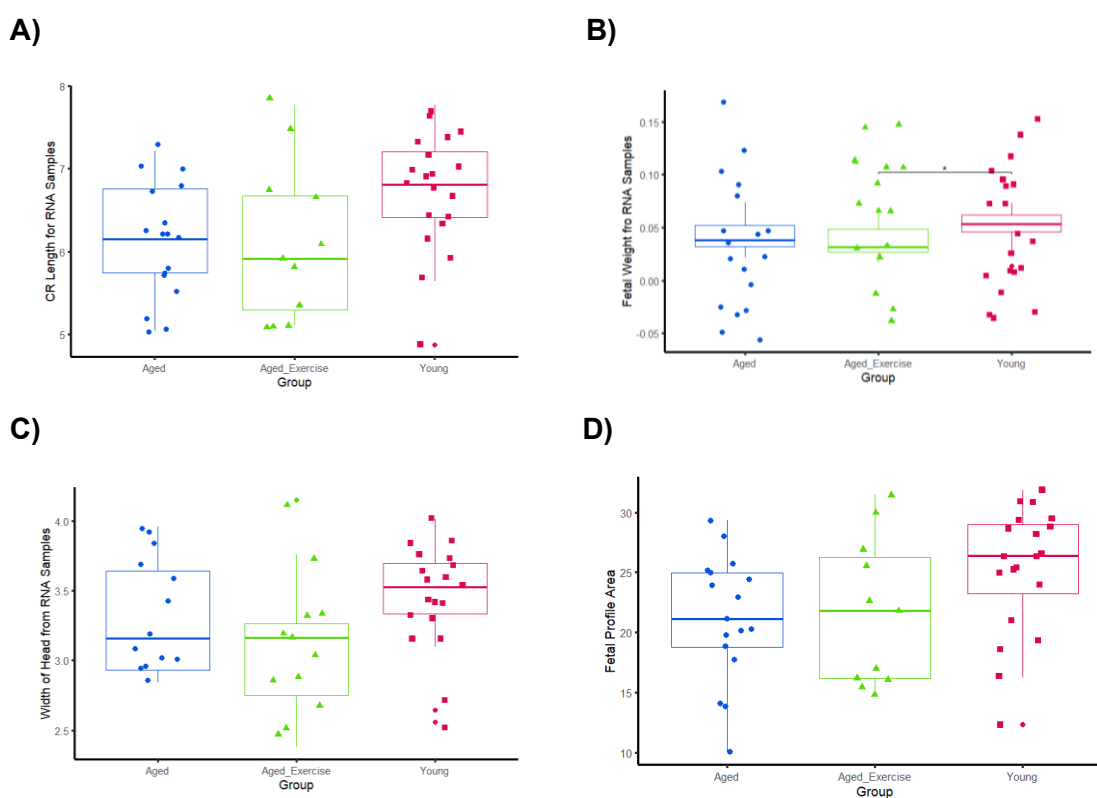 A)
B)
CR Length for RNA Samples
8
7
6
5
Aged
Aged_Exercise
Young
Group
Fetal Weight fro RNA Samples
0.15
0.10
0.05
0.00
-0.05
*
Aged
Aged_Exercise
Young
Group
C)
D)
Width of Head from RNA Samples
4.0
3.5
3.0
2.5
Aged
Aged_Exercise
Young
Group
Fetal Profile Area
30
25
20
15
10
Aged
Aged_Exercise
Young
Group